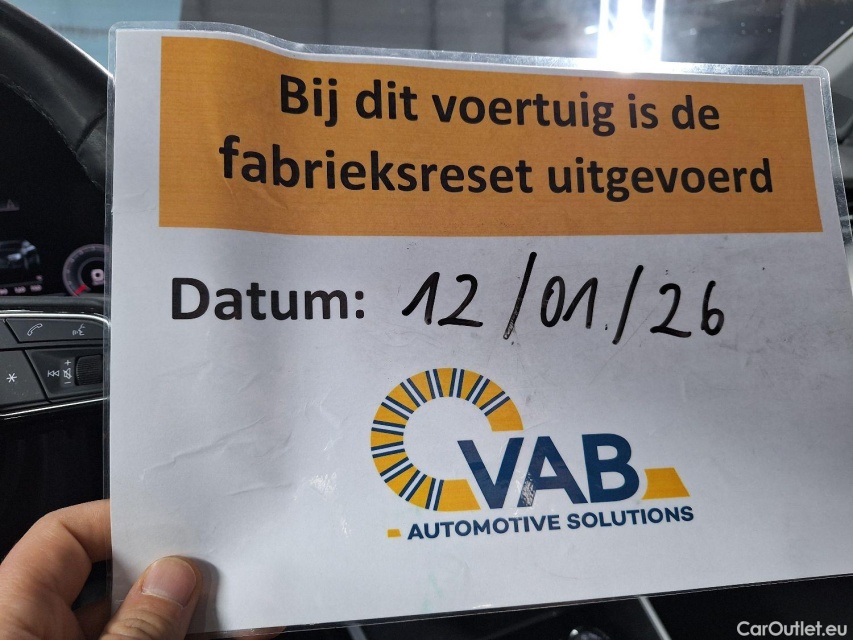 Bij dit voertuig is de
fabrieksreset uitgevoerd
Datum: 12/01/26
VAB
AUTOMOTIVE SOLUTIONS
CarOutlet.eu